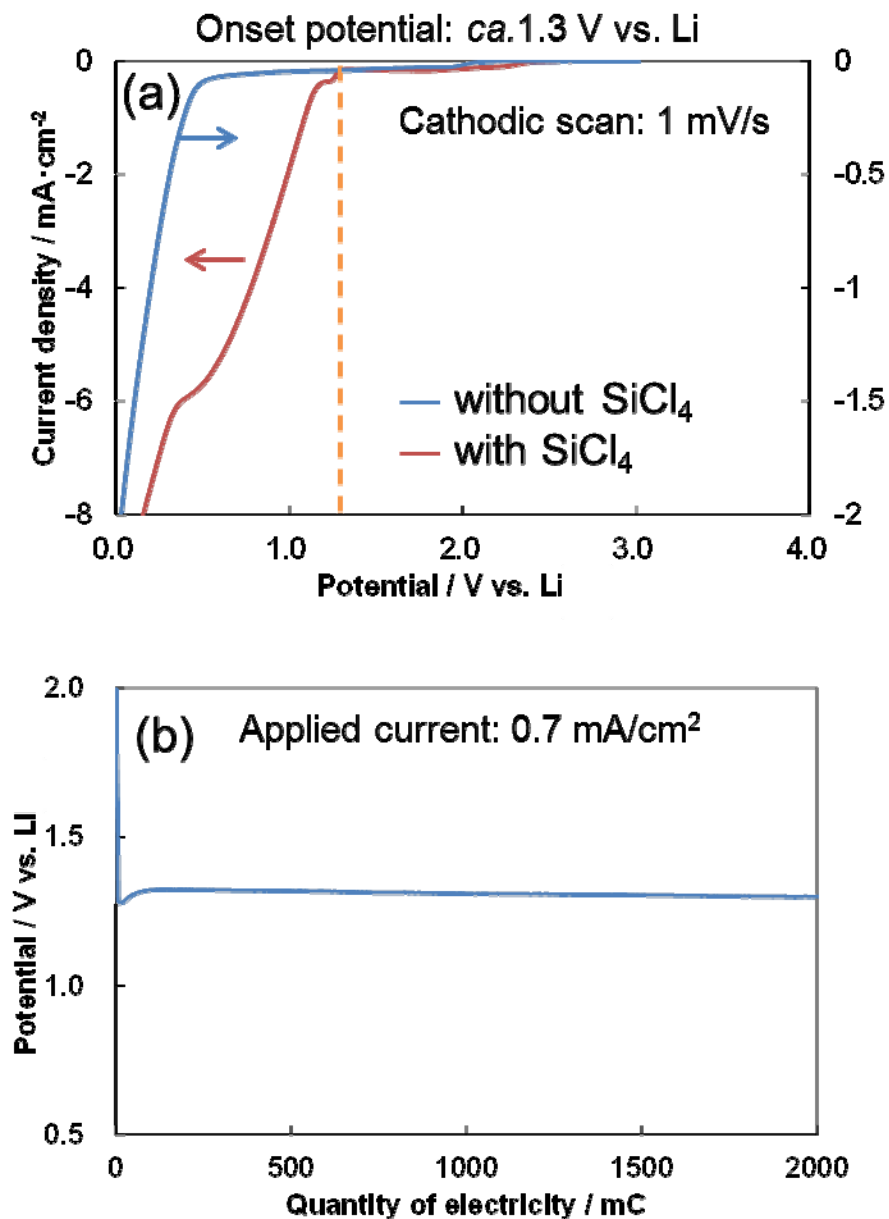 Onset potential: ca.1.3 V vs. Li
(a)
Cathodic scan: 1 mV/s
0
-2
-4
-6
-8
0
-0.5
-1
-1.5
-2
Current density / mA·cm-2
without SiCl4
with SiCl4
0.0 1.0 2.0 3.0 4.0
Potential / V vs. Li
(b) Applied current: 0.7 mA/cm2
2.0
1.5
1.0
0.5
Potential / V vs. Li
0 500 1000 1500 2000
Quantity of electricity / mC